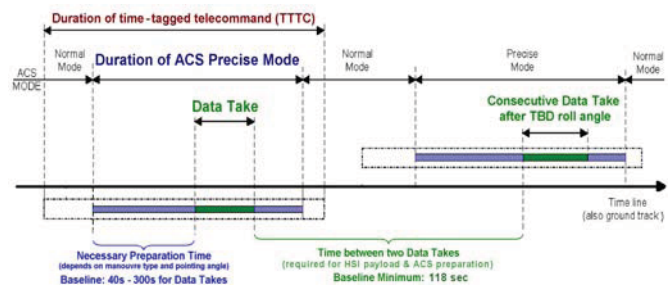 Duration of time-tagged telecommand (TTTC)
ACS
MODE
Normal
Mode
Duration of ACS Precise Mode
Normal
Mode
Precise
Mode
Normal
Mode
Data Take
Consecutive Data Take
after TBD roll angle
Time line
(also ground track)
Necessary Preparation Time
(depends on manouvre type and pointing angle)
Baseline: 40s - 300s for Data Takes
Time between two Data Takes
(required for HSI payload & ACS preparation)
Baseline Minimum: 118 sec